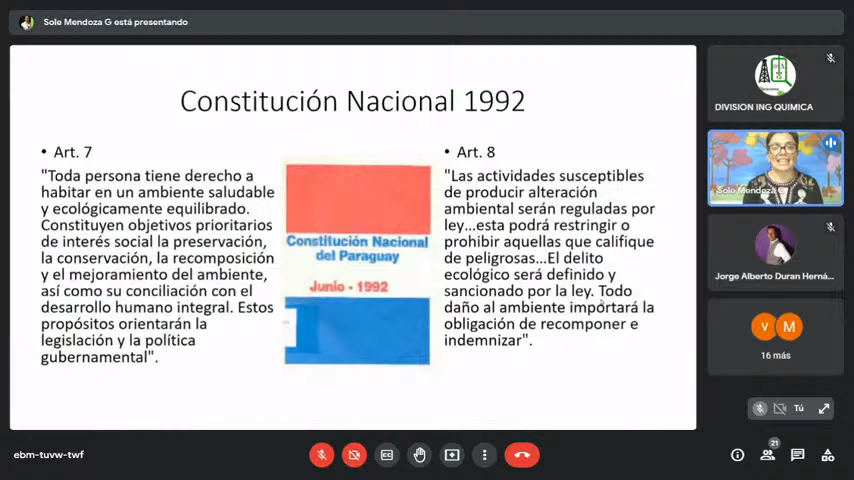 Sole Mendoza G está presentando
Constitución Nacional 1992
• Art. 7
"Toda persona tiene derecho a
habitar en un ambiente saludable
y ecológicamente equilibrado.
Constituyen objetivos prioritarios
de interés social la preservación,
la conservación, la recomposición
y el mejoramiento del ambiente,
así como su conciliación con el
desarrollo humano integral. Estos
propósitos orientarán la
legislación y la política
gubernamental".
Constitución Nacional
del Paraguay
Junio - 1992
• Art. 8
"Las actividades susceptibles
de producir alteración
ambiental serán reguladas por
ley...esta podrá restringir o
prohibir aquellas que califique
de peligrosas...El delito
ecológico será definido y
sancionado por la ley. Todo
daño al ambiente importará la
obligación de recomponer e
indemnizar".
DIVISION ING QUIMICA
Sole Mendoza G
Jorge Alberto Duran Herná...
V M
16 más
Tú
ebm-tuvw-twf
21